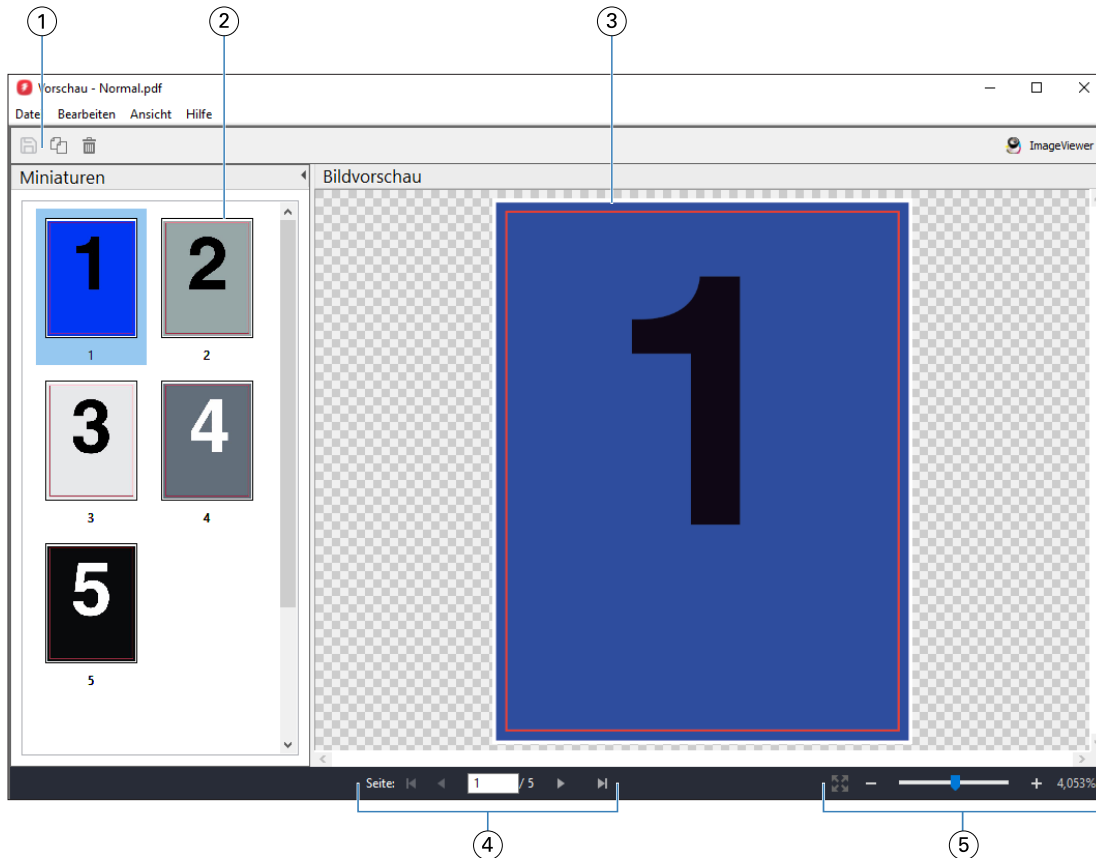 1 2 3
Vorschau - Normal.pdf
Date Bearbeiten Ansicht Hilfe
ImageViewer
Miniaturen
Bildvorschau
1 2
1 2
3 4
3 4
5
5
1
Seite: 1 / 5
4,053%
4 5